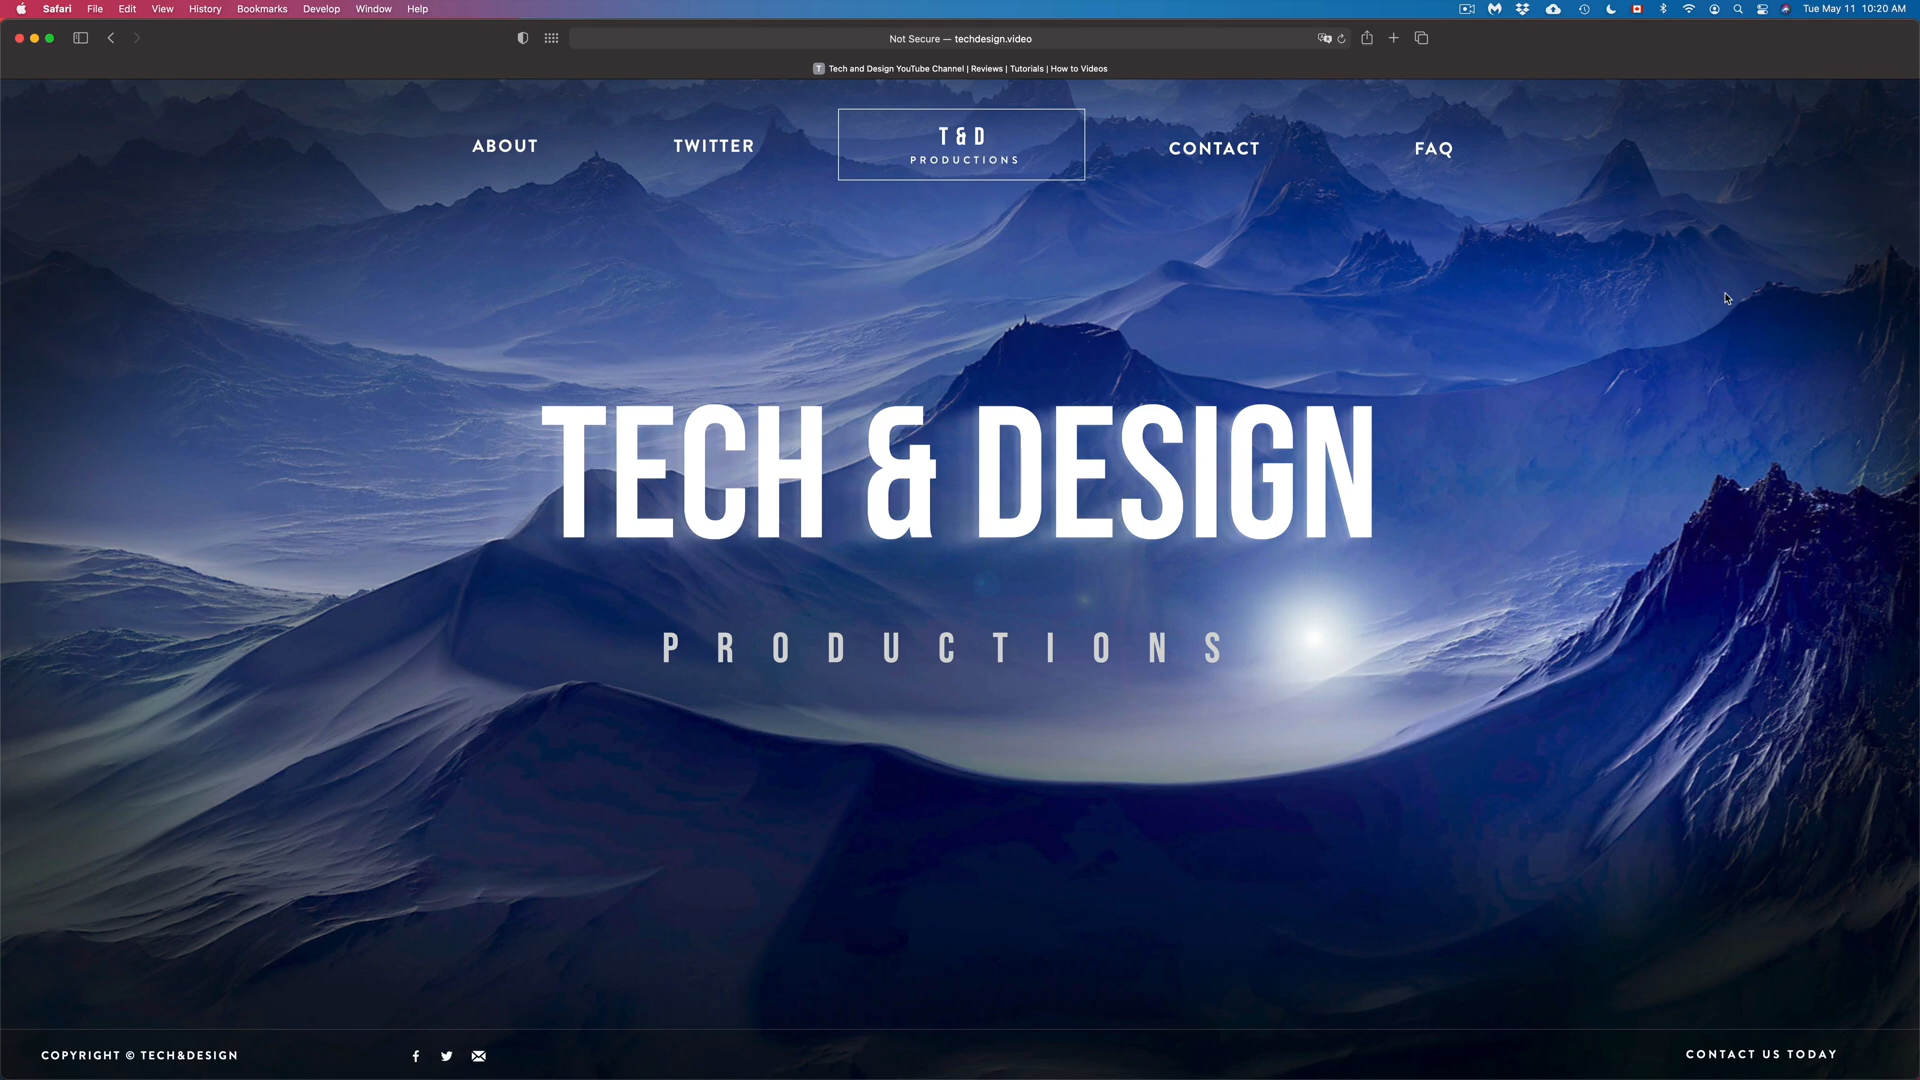 Safari File Edit View History Bookmarks Develop Window Help Tue May 11 10:20 AM
Not Secure — techdesign.video
T Tech and Design YouTube Channel | Reviews | Tutorials | How to Videos
ABOUT TWITTER T & D CONTACT FAQ
PRODUCTIONS
TECH & DESIGN
PRODUCTIONS
COPYRIGHT © TECH&DESIGN CONTACT US TODAY